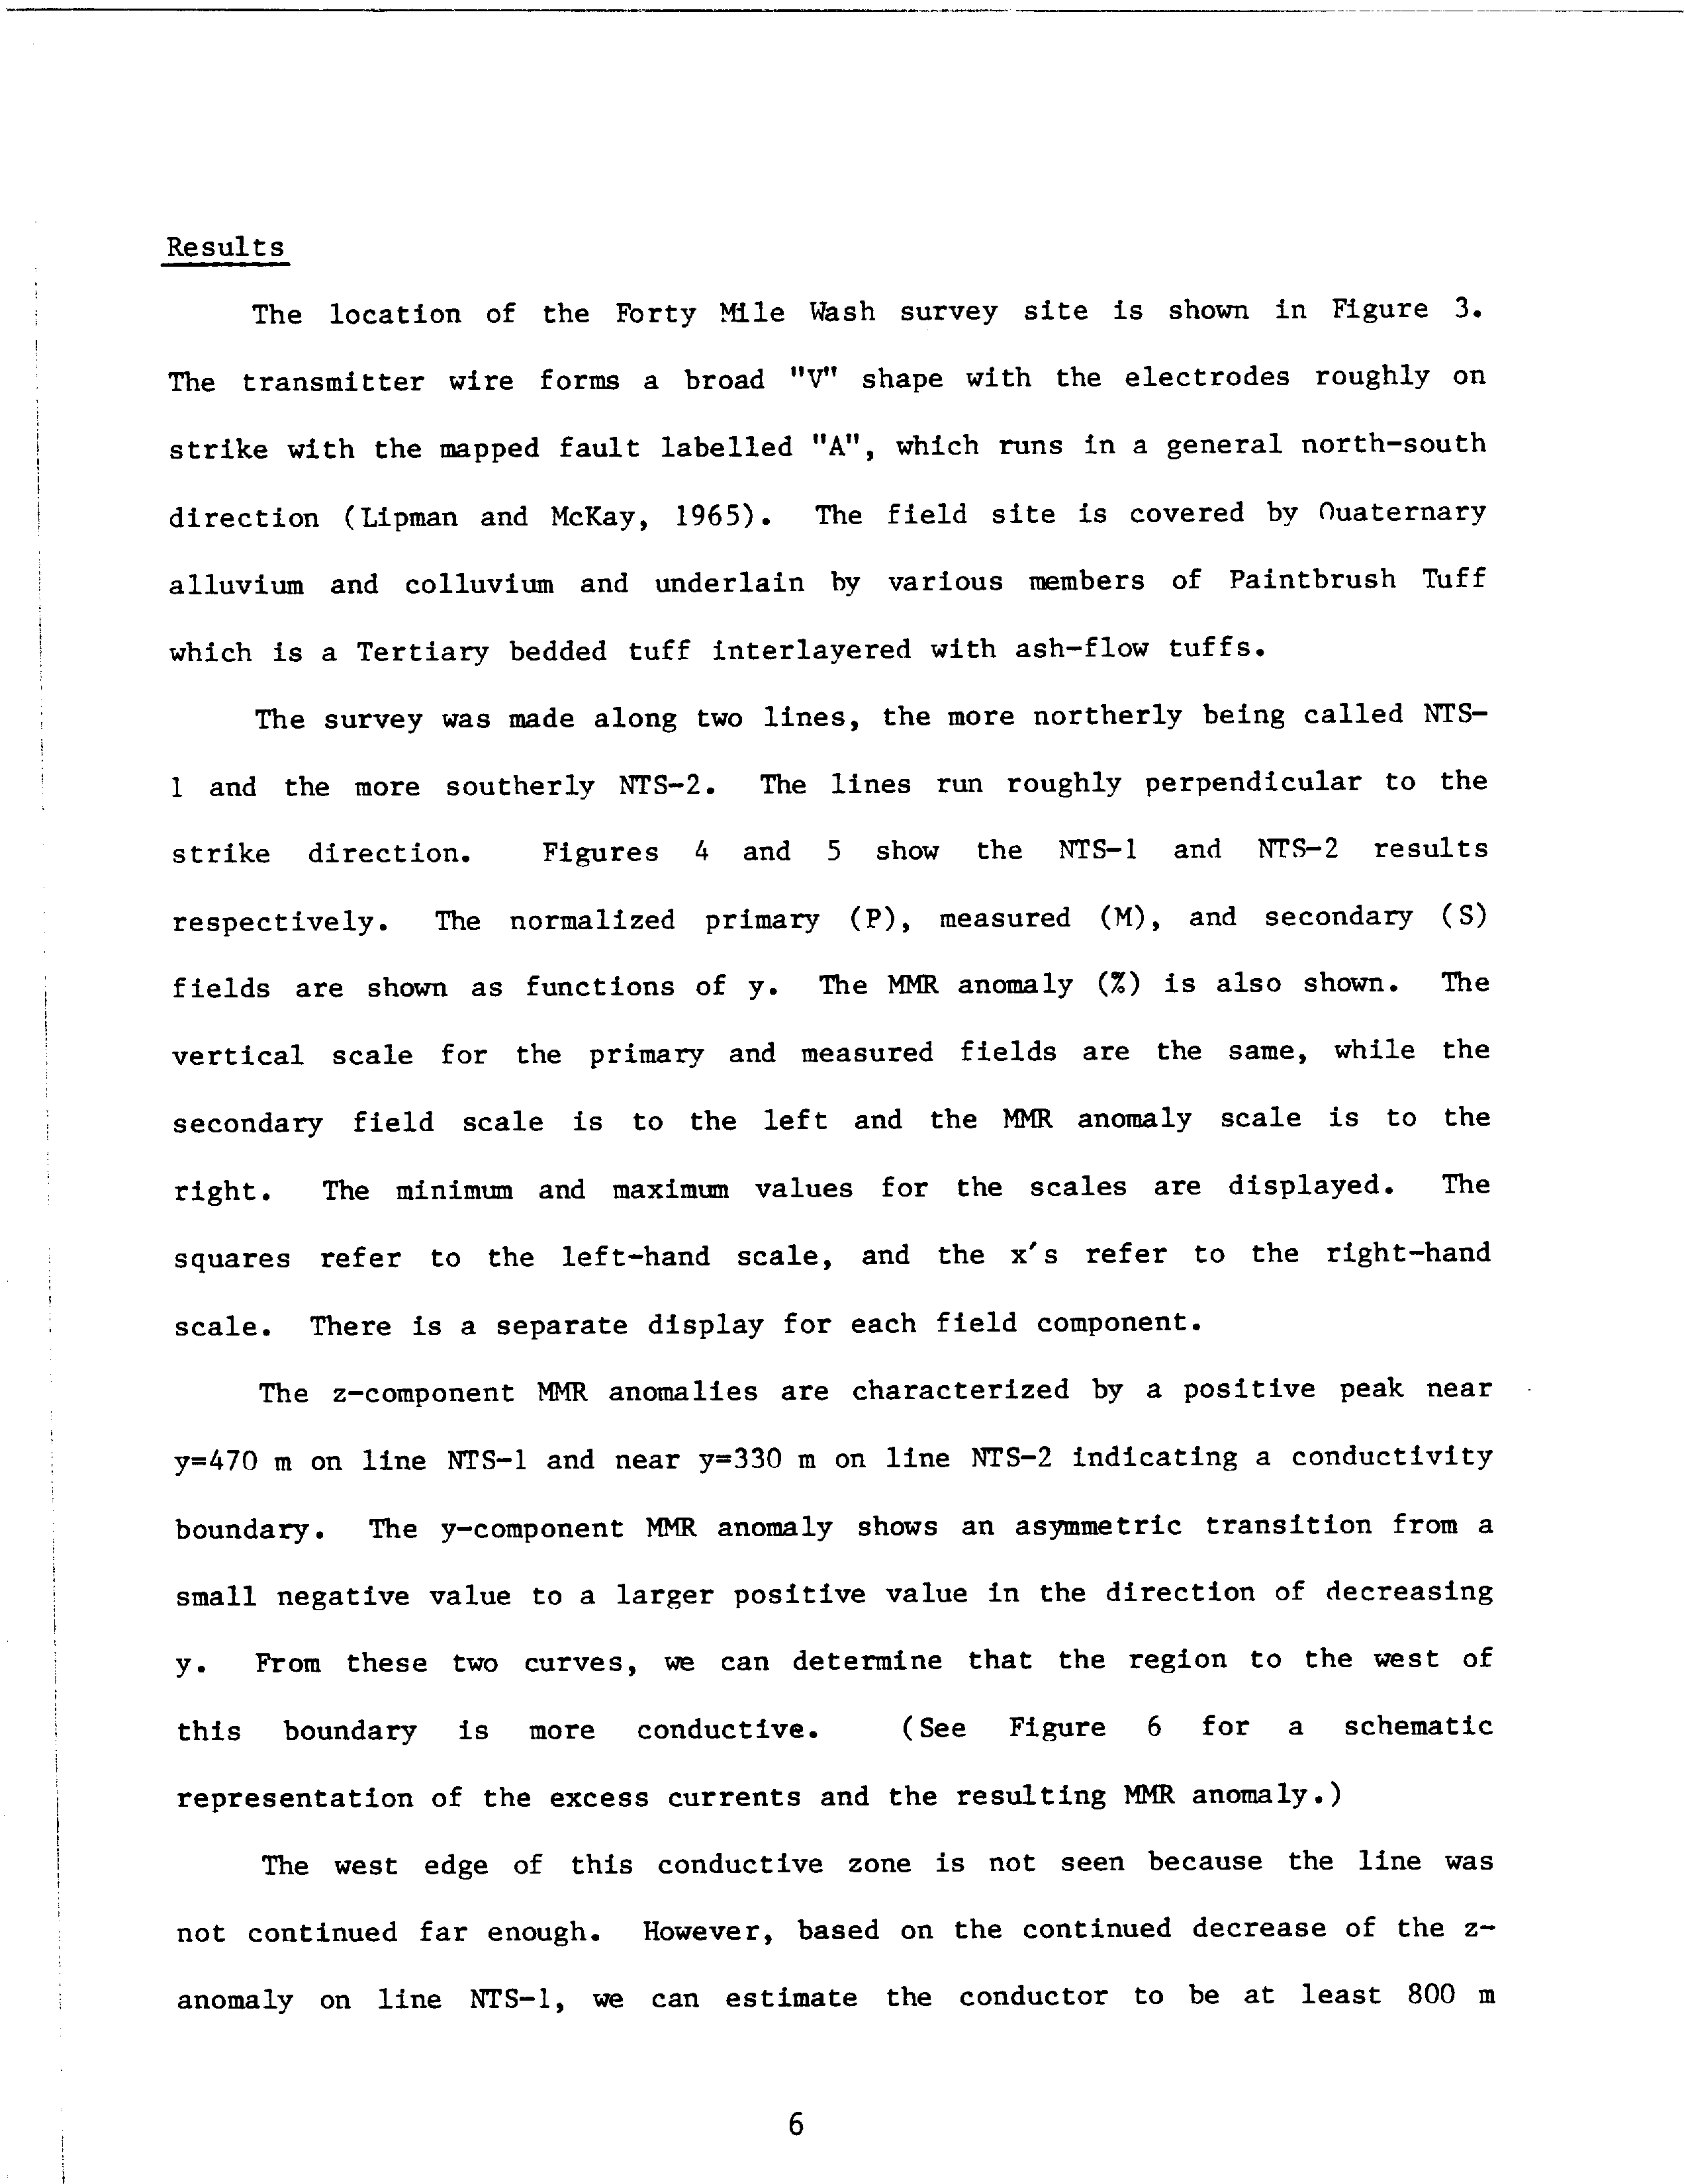 Results
The location of the Forty Mile Wash survey site is shown in Figure 3.
The transmitter wire forms a broad "V" shape with the electrodes roughly on
strike with the mapped fault labelled "A", which runs in a general north-south
direction (Lipman and McKay, 1965). The field site is covered by Quaternary
alluvium and colluvium and underlain by various members of Paintbrush Tuff
which is a Tertiary bedded tuff interlayered with ash-flow tuffs.
The survey was made along two lines, the more northerly being called NTS-
1 and the more southerly NTS-2. The lines run roughly perpendicular to the
strike direction. Figures 4 and 5 show the NTS-1 and NTS-2 results
respectively. The normalized primary (P), measured (M), and secondary (S)
fields are shown as functions of y. The MMR anomaly (%) is also shown. The
vertical scale for the primary and measured fields are the same, while the
secondary field scale is to the left and the MMR anomaly scale is to the
right. The minimum and maximum values for the scales are displayed. The
squares refer to the left-hand scale, and the x's refer to the right-hand
scale. There is a separate display for each field component.
The z-component MMR anomalies are characterized by a positive peak near
y=470 m on line NTS-1 and near y=330 m on line NTS-2 indicating a conductivity
boundary. The y-component MMR anomaly shows an asymmetric transition from a
small negative value to a larger positive value in the direction of decreasing
y. From these two curves, we can determine that the region to the west of
this boundary is more conductive. (See Figure 6 for a schematic
representation of the excess currents and the resulting MMR anomaly.)
The west edge of this conductive zone is not seen because the line was
not continued far enough. However, based on the continued decrease of the z-
anomaly on line NTS-1, we can estimate the conductor to be at least 800 m
6